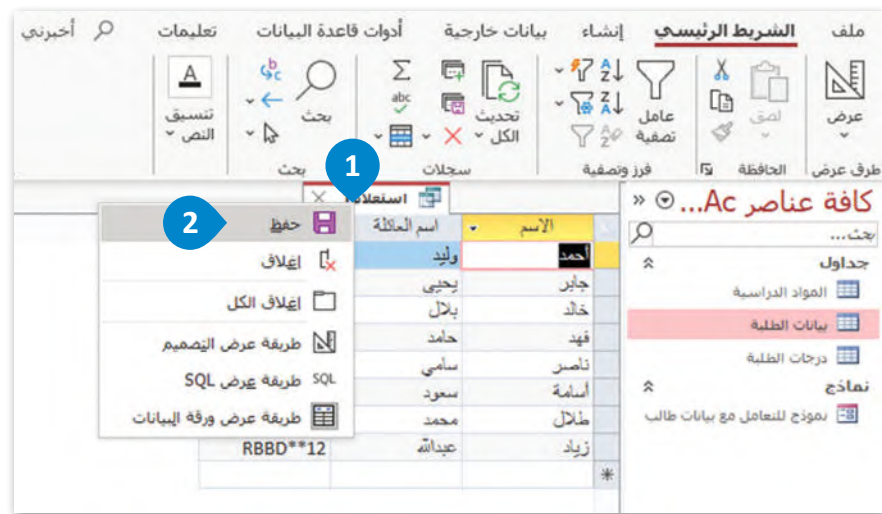 ملف الشريط الرئيسي إنشاء بيانات خارجية أدوات قاعدة البيانات تعليمات أخبرني
عرض
طرق عرض
لصق
الحافظة
عامل تصفية
فرز وتصفية
تحديث الكل
سجلات
بحث
بحث
تنسيق النص
كافة عناصر Ac...
بحث...
جداول
المواد الدراسية
بيانات الطلبة
درجات الطلبة
نماذج
نموذج للتعامل مع بيانات طالب
1
الاسم اسم العائلة
أحمد وليد
جابر يحيى
خالد بلال
فهد حامد
ناصر سامي
أسامة سعود
طلال محمد
زياد عبدالله RBBD**12
2
حفظ
إغلاق
إغلاق الكل
طريقة عرض التصميم
SQL طريقة عرض SQL
طريقة عرض ورقة البيانات